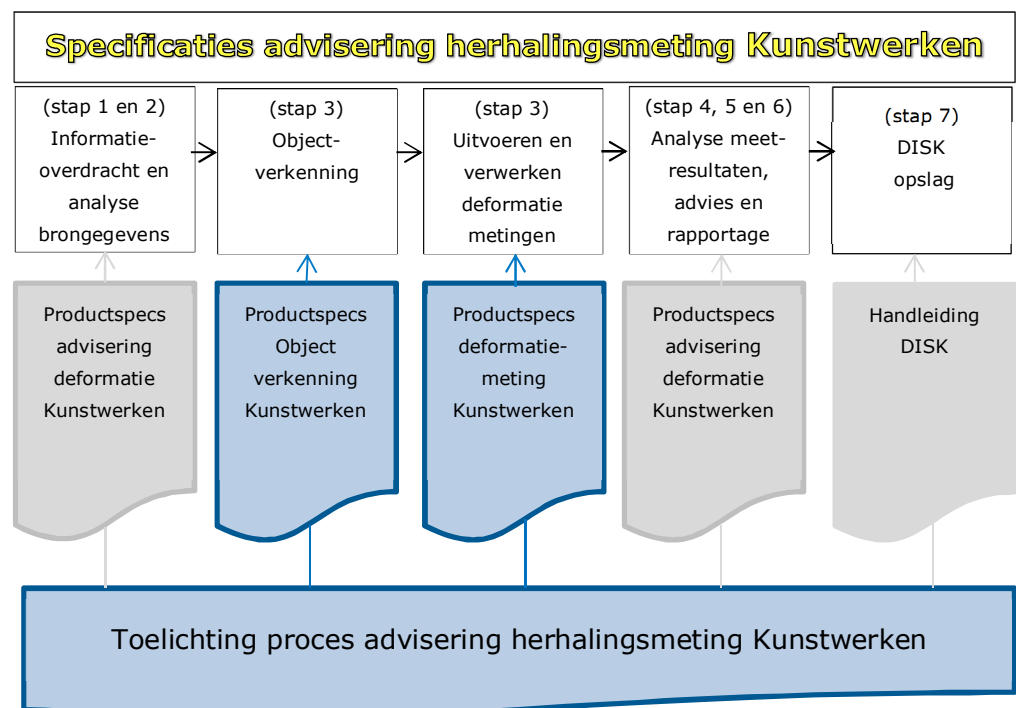 Specificaties advisering herhalingsmeting Kunstwerken
(stap 1 en 2)
Informatie-
overdracht en
analyse
brongegevens
(stap 3)
Object-
verkenning
(stap 3)
Uitvoeren en
verwerken
deformatie
metingen
(stap 4, 5 en 6)
Analyse meet-
resultaten,
advies en
rapportage
(stap 7)
DISK
opslag
Productspecs
advisering
deformatie
Kunstwerken
Productspecs
Object
verkenning
Kunstwerken
Productspecs
deformatie-
meting
Kunstwerken
Productspecs
advisering
deformatie
Kunstwerken
Handleiding
DISK
Toelichting proces advisering herhalingsmeting Kunstwerken